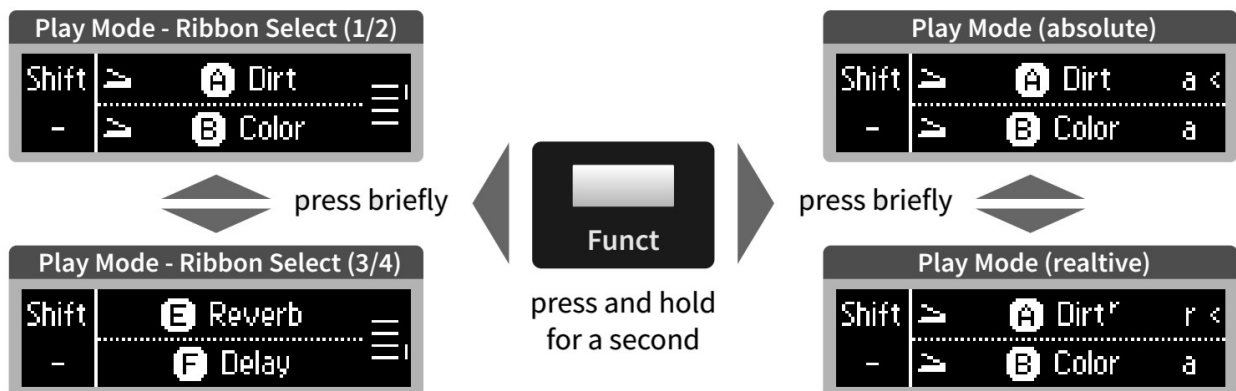 Play Mode - Ribbon Select (1/2)
Shift A Dirt
- B Color
press briefly
Play Mode - Ribbon Select (3/4)
Shift E Reverb
- F Delay
Funct
press and hold
for a second
Play Mode (absolute)
Shift A Dirt a <
- B Color a
press briefly
Play Mode (realtive)
Shift A Dirt r r <
- B Color a